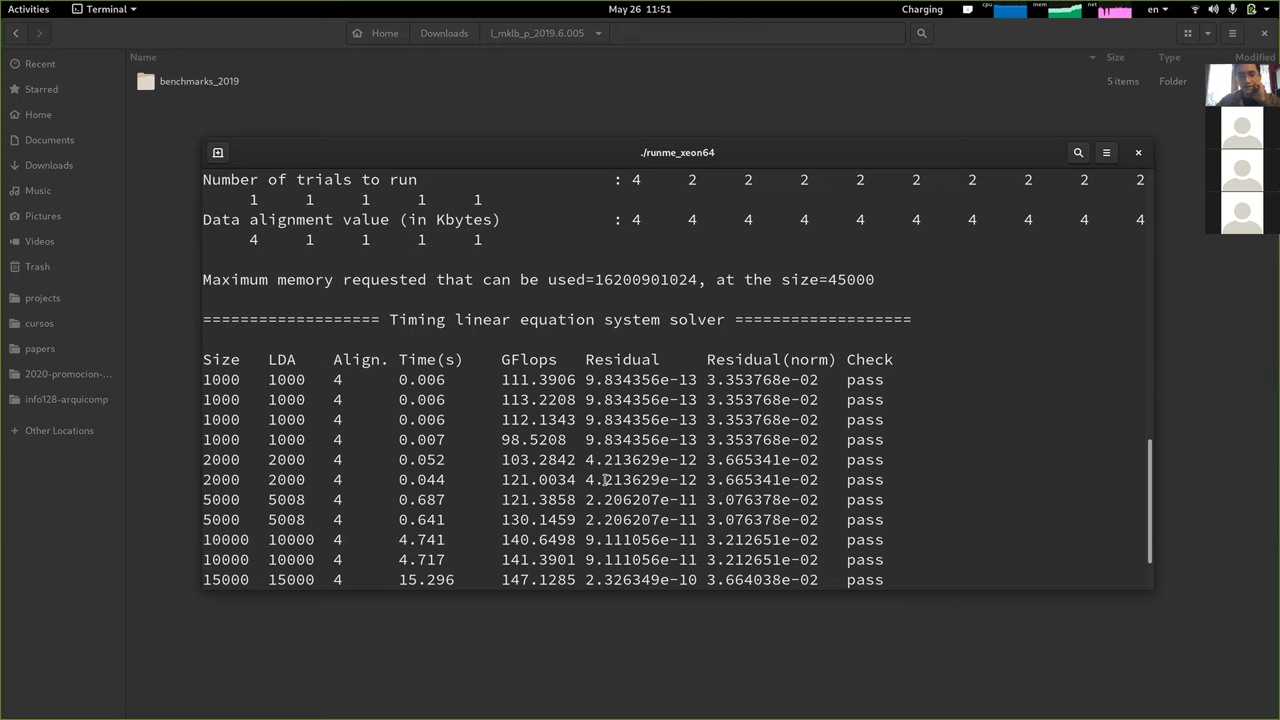 Activities Terminal May 26 11:51 Charging cpu mem net en
Home Downloads l_mklb_p_2019.6.005
Name Size Type Modified
Recent
Starred
Home
Documents
Downloads
Music
Pictures
Videos
Trash
projects
cursos
papers
2020-promocion-...
info128-arquicomp
Other Locations
benchmarks_2019 5 items Folder
./runme_xeon64
Number of trials to run : 4 2 2 2 2 2 2 2 2 2
1 1 1 1 1
Data alignment value (in Kbytes) : 4 4 4 4 4 4 4 4 4 4
4 1 1 1 1
Maximum memory requested that can be used=16200901024, at the size=45000
=================== Timing linear equation system solver ===================
Size LDA Align. Time(s) GFlops Residual Residual(norm) Check
1000 1000 4 0.006 111.3906 9.834356e-13 3.353768e-02 pass
1000 1000 4 0.006 113.2208 9.834356e-13 3.353768e-02 pass
1000 1000 4 0.006 112.1343 9.834356e-13 3.353768e-02 pass
1000 1000 4 0.007 98.5208 9.834356e-13 3.353768e-02 pass
2000 2000 4 0.052 103.2842 4.213629e-12 3.665341e-02 pass
2000 2000 4 0.044 121.0034 4.213629e-12 3.665341e-02 pass
5000 5008 4 0.687 121.3858 2.206207e-11 3.076378e-02 pass
5000 5008 4 0.641 130.1459 2.206207e-11 3.076378e-02 pass
10000 10000 4 4.741 140.6498 9.111056e-11 3.212651e-02 pass
10000 10000 4 4.717 141.3901 9.111056e-11 3.212651e-02 pass
15000 15000 4 15.296 147.1285 2.326349e-10 3.664038e-02 pass